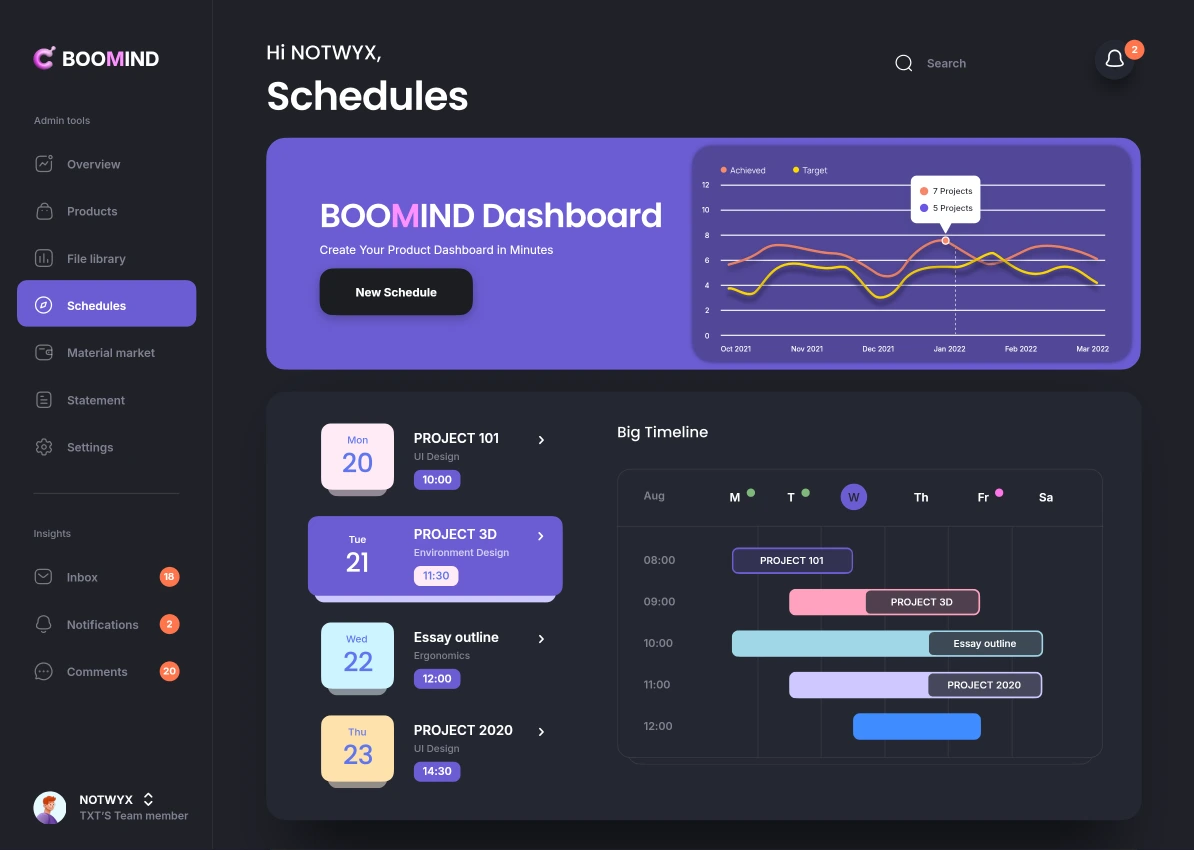 BOOMIND
Admin tools
Overview
Products
File library
Schedules
Material market
Statement
Settings
Insights
Inbox 18
Notifications 2
Comments 20
NOTWYX
TXT'S Team member
Hi NOTWYX,
Schedules
Search
2
BOOMIND Dashboard
Create Your Product Dashboard in Minutes
New Schedule
Achieved Target
7 Projects
5 Projects
12
10
8
6
4
2
0
Oct 2021 Nov 2021 Dec 2021 Jan 2022 Feb 2022 Mar 2022
Mon
20
PROJECT 101
UI Design
10:00
Tue
21
PROJECT 3D
Environment Design
11:30
Wed
22
Essay outline
Ergonomics
12:00
Thu
23
PROJECT 2020
UI Design
14:30
Big Timeline
Aug M T W Th Fr Sa
08:00 PROJECT 101
09:00 PROJECT 3D
10:00 Essay outline
11:00 PROJECT 2020
12:00